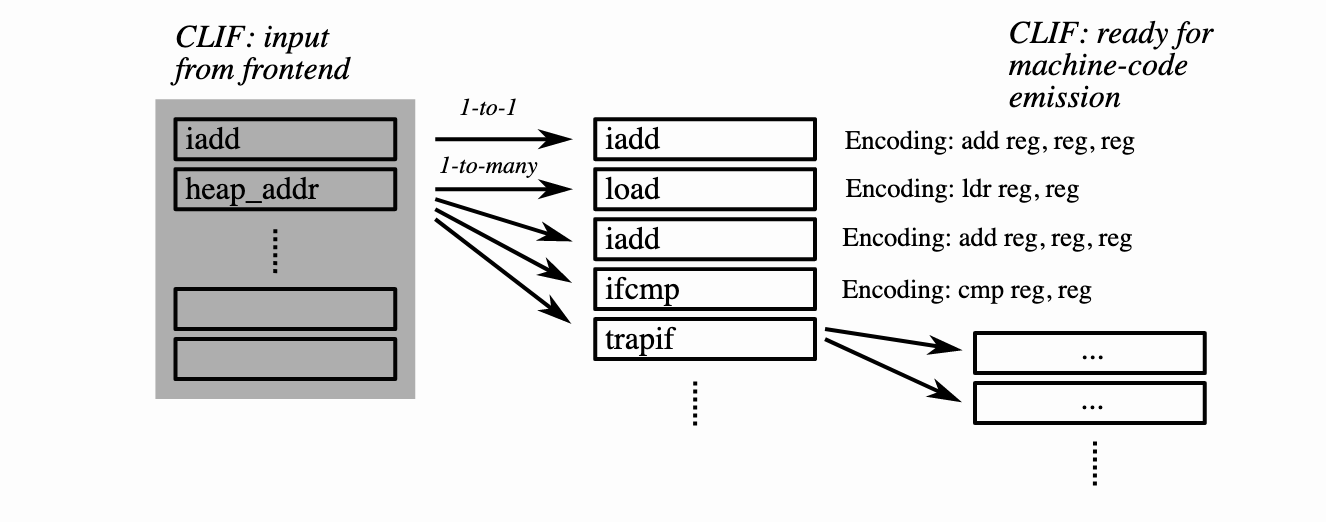 CLIF: input
from frontend
CLIF: ready for
machine-code
emission
iadd
1-to-1
iadd
Encoding: add reg, reg, reg
heap_addr
1-to-many
load
Encoding: ldr reg, reg
iadd
Encoding: add reg, reg, reg
ifcmp
Encoding: cmp reg, reg
trapif
...
...